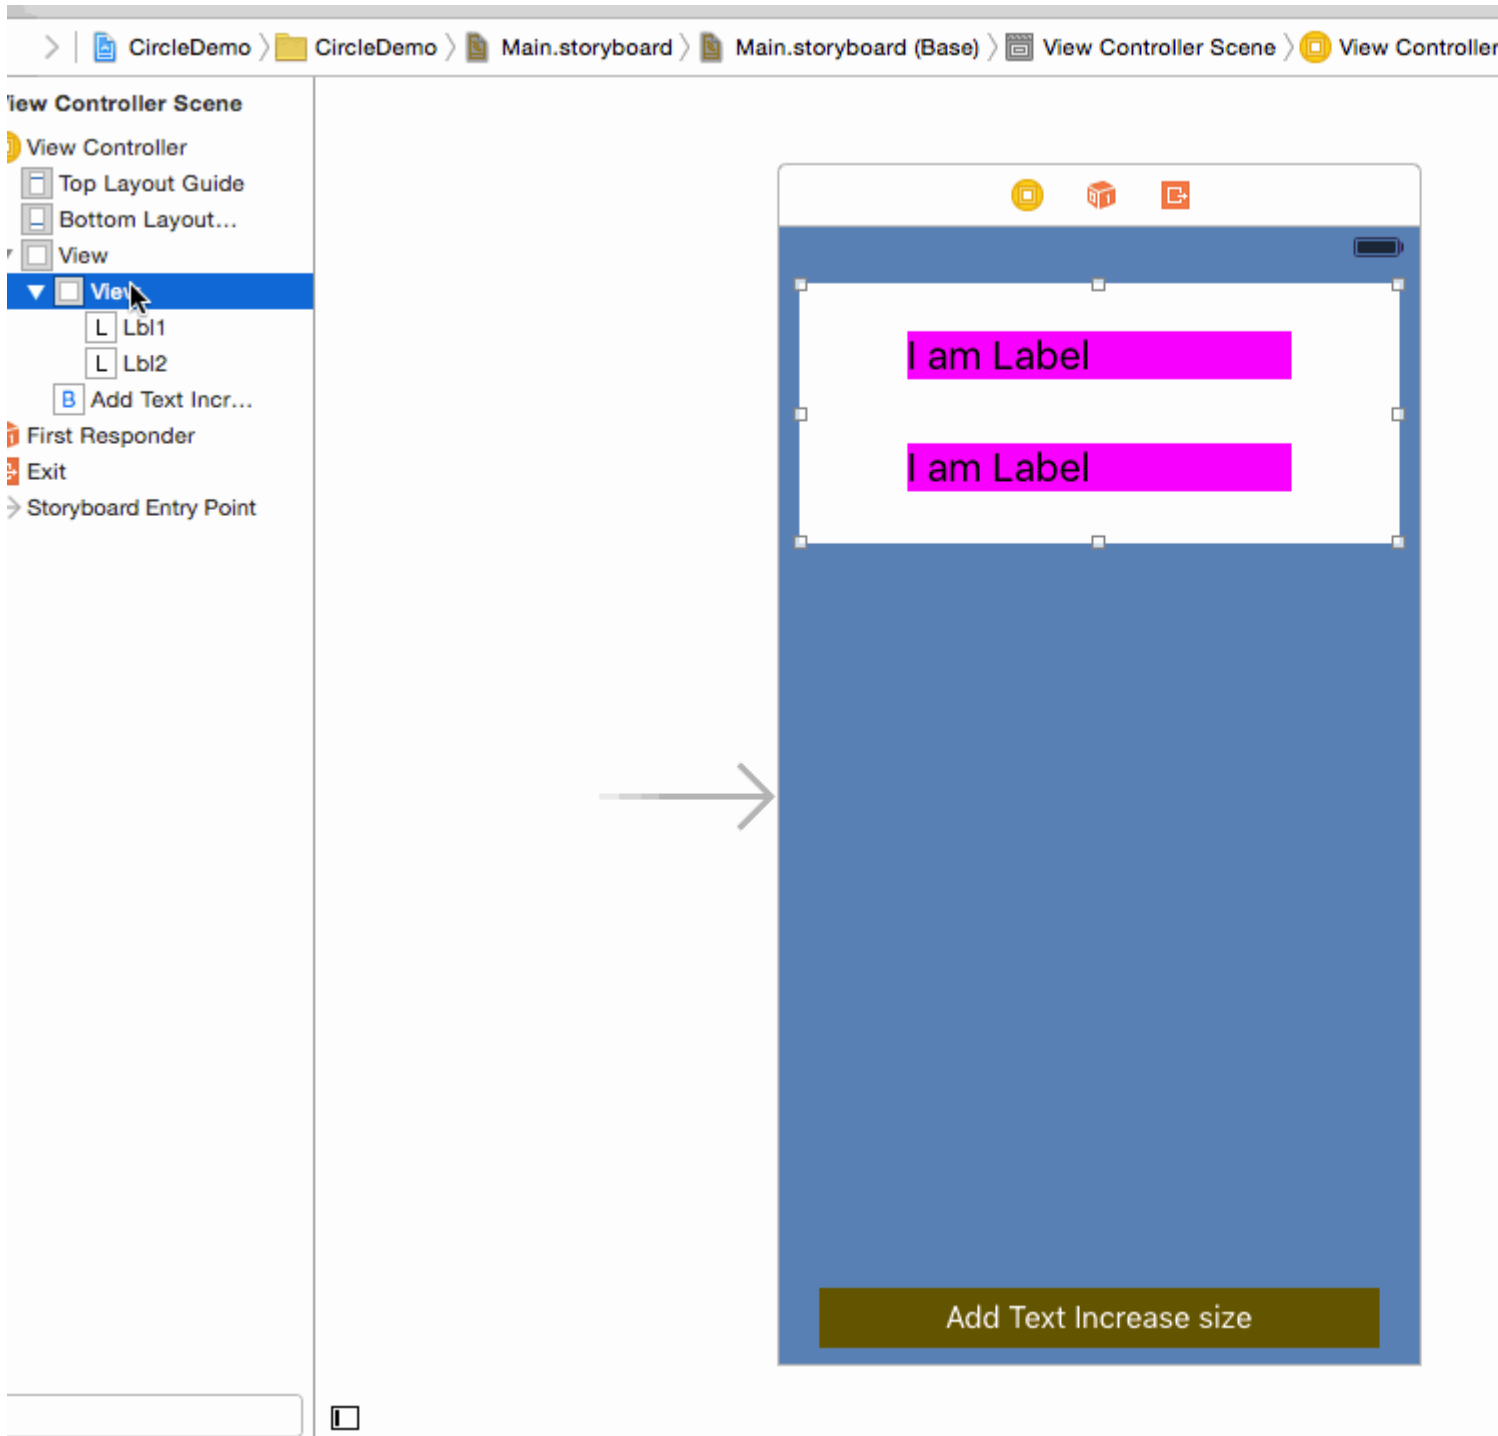 CircleDemo CircleDemo Main.storyboard Main.storyboard (Base) View Controller Scene View Controller
View Controller Scene
View Controller
Top Layout Guide
Bottom Layout...
View
View
L Lbl1
L Lbl2
B Add Text Incr...
First Responder
Exit
Storyboard Entry Point
I am Label
I am Label
Add Text Increase size